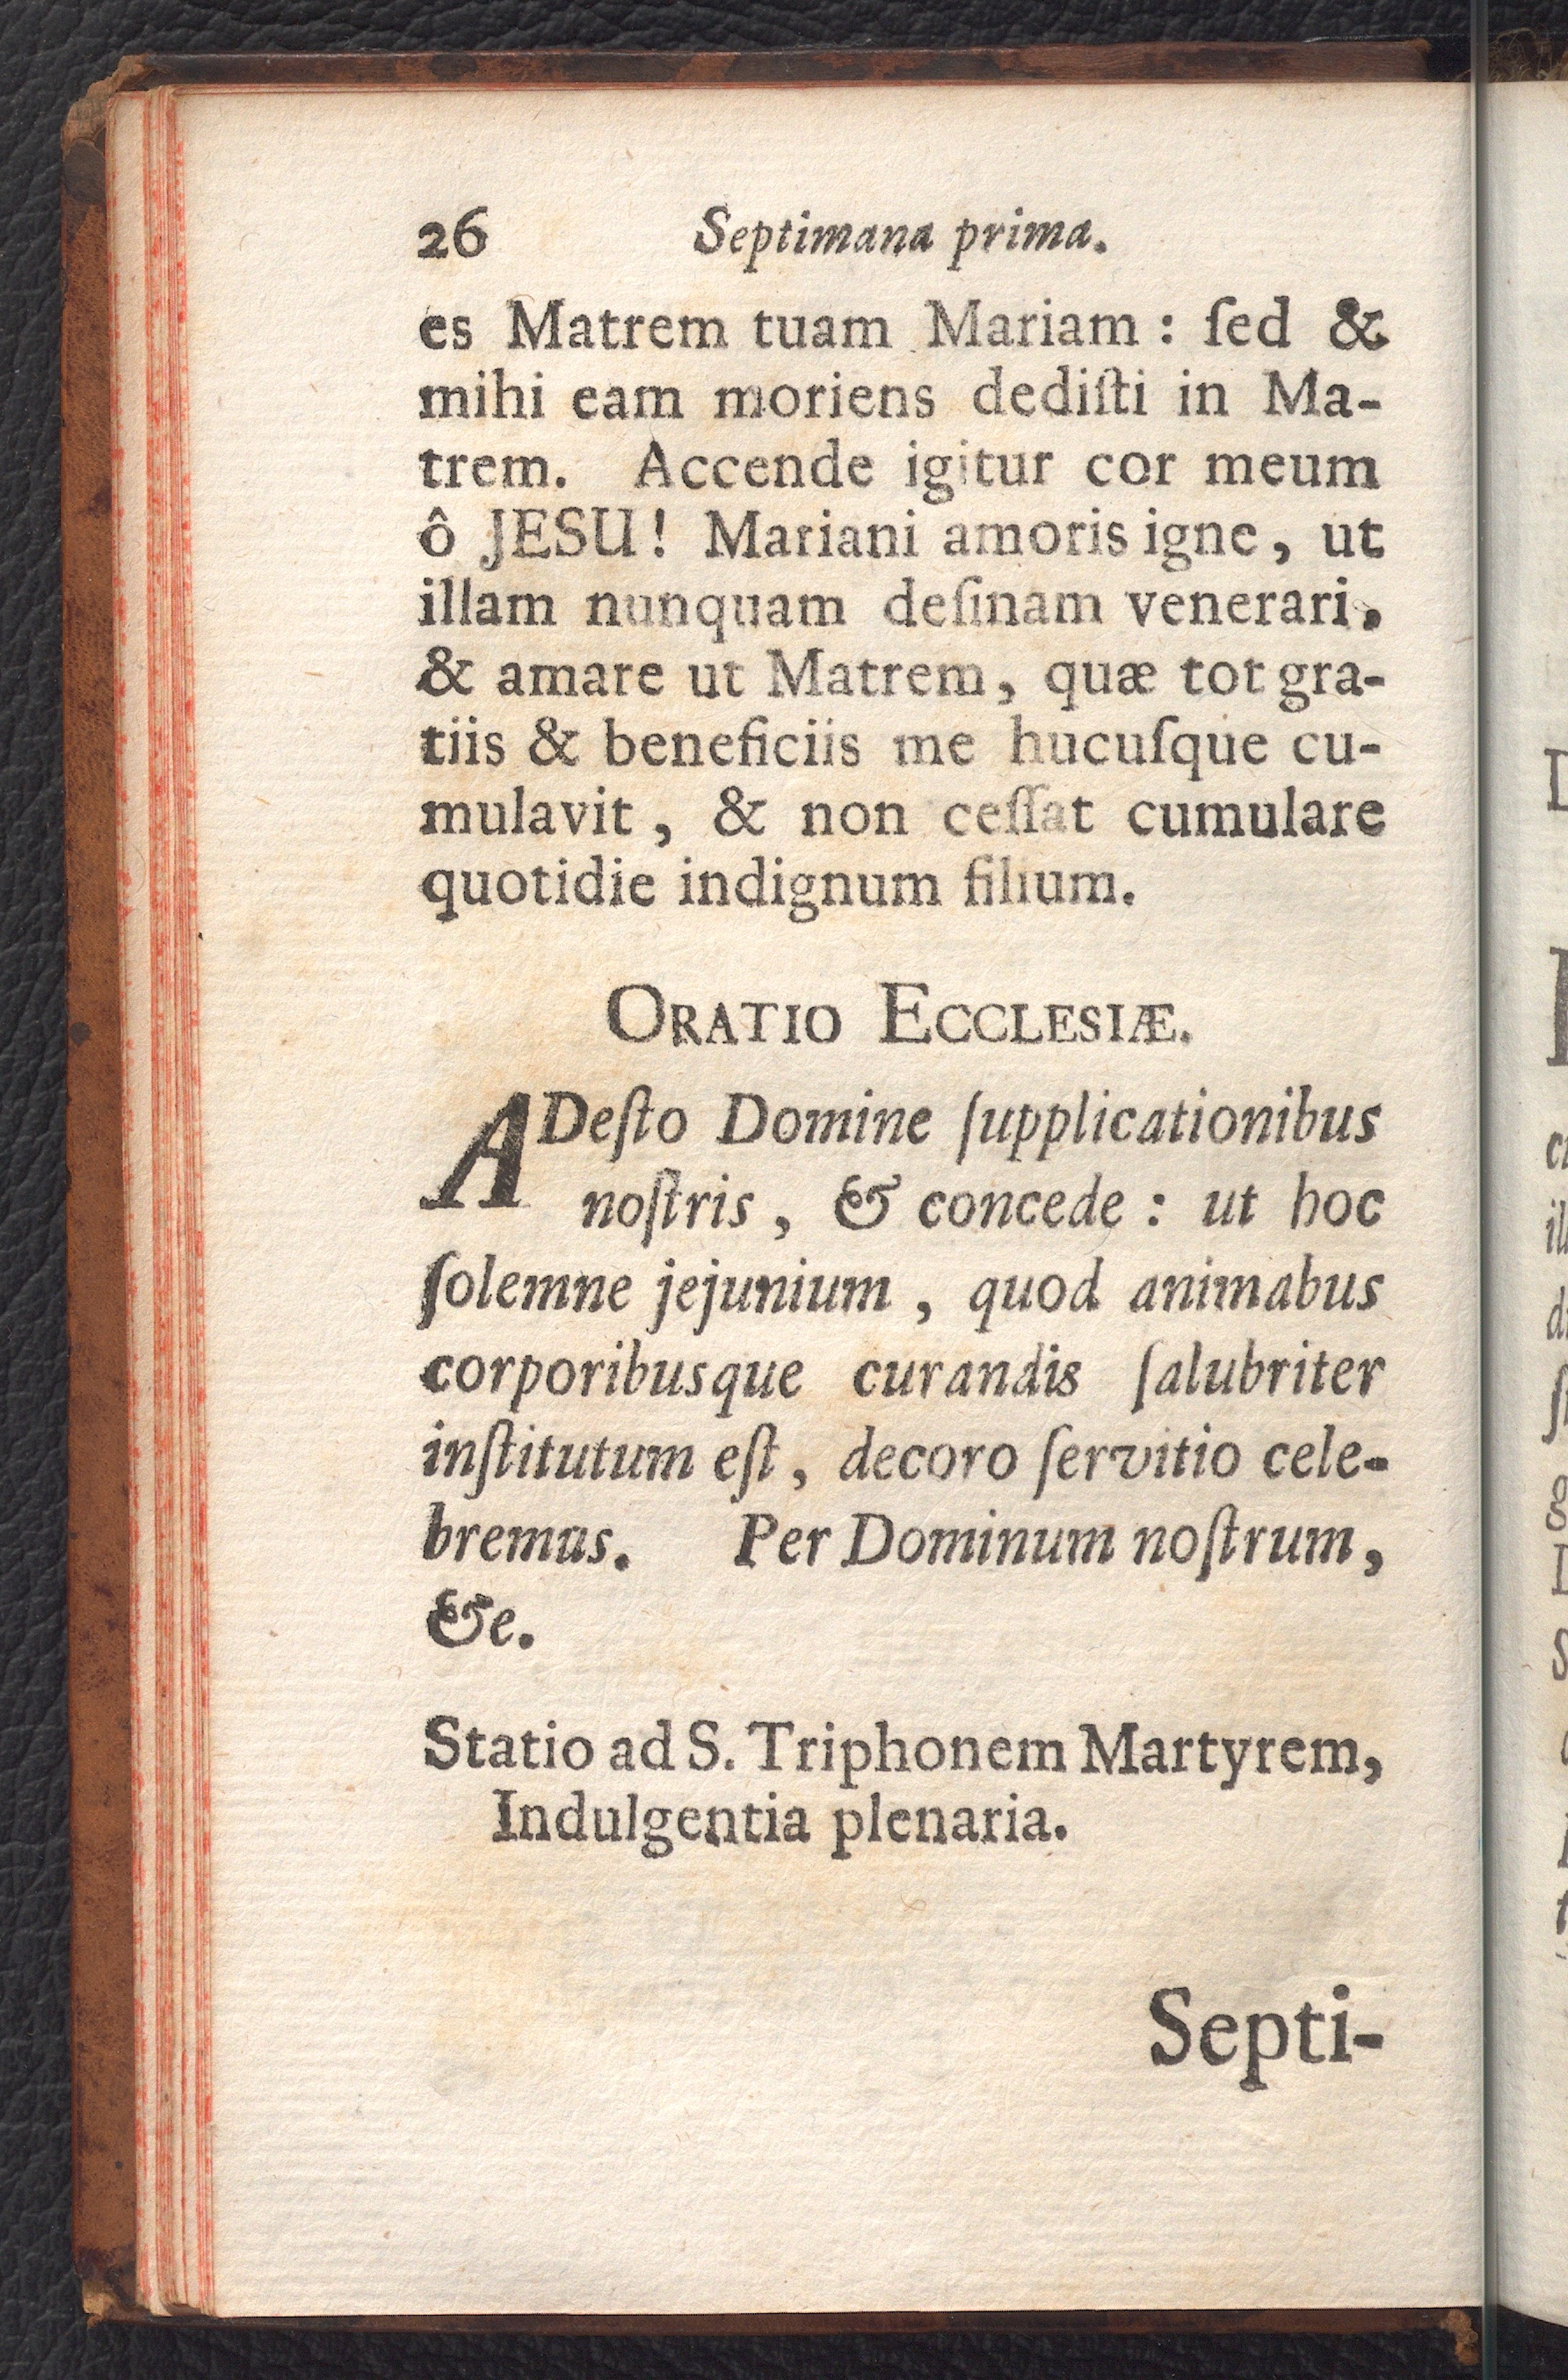 26 Septimana prima.
es Matrem tuam Mariam : ſed &
mihi eam moriens dediſti in Ma-
trem. Accende igitur cor meum
ô JESU! Mariani amoris igne, ut
illam nunquam deſinam venerari,
& amare ut Matrem, quæ tot gra-
tiis & beneficiis me hucuſque cu-
mulavit, & non ceſſat cumulare
quotidie indignum filium.
ORATIO ECCLESIÆ.
ADeſto Domine ſupplicationibus
noſtris, & concede : ut hoc
ſolemne jejunium, quod animabus
corporibusque curandis ſalubriter
inſtitutum eſt, decoro ſervitio cele-
bremus. Per Dominum noſtrum,
&e.
Statio ad S. Triphonem Martyrem,
Indulgentia plenaria.
Septi-